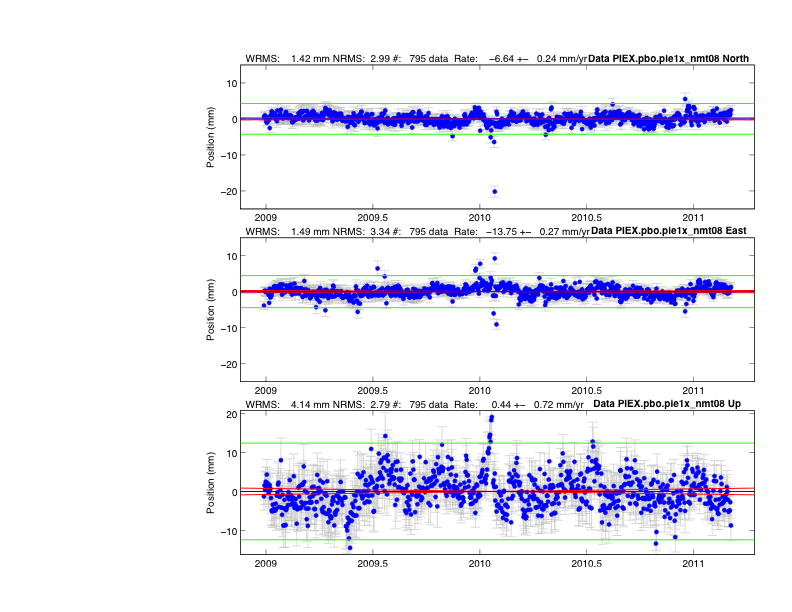 WRMS: 1.42 mm NRMS: 2.99 #: 795 data Rate: −6.64 +− 0.24 mm/yr Data PIEX.pbo.pie1x_nmt08 North
10
0
−10
−20
Position (mm)
2009 2009.5 2010 2010.5 2011
WRMS: 1.49 mm NRMS: 3.34 #: 795 data Rate: −13.75 +− 0.27 mm/yr Data PIEX.pbo.pie1x_nmt08 East
10
0
−10
−20
Position (mm)
2009 2009.5 2010 2010.5 2011
WRMS: 4.14 mm NRMS: 2.79 #: 795 data Rate: 0.44 +− 0.72 mm/yr Data PIEX.pbo.pie1x_nmt08 Up
20
10
0
−10
Position (mm)
2009 2009.5 2010 2010.5 2011